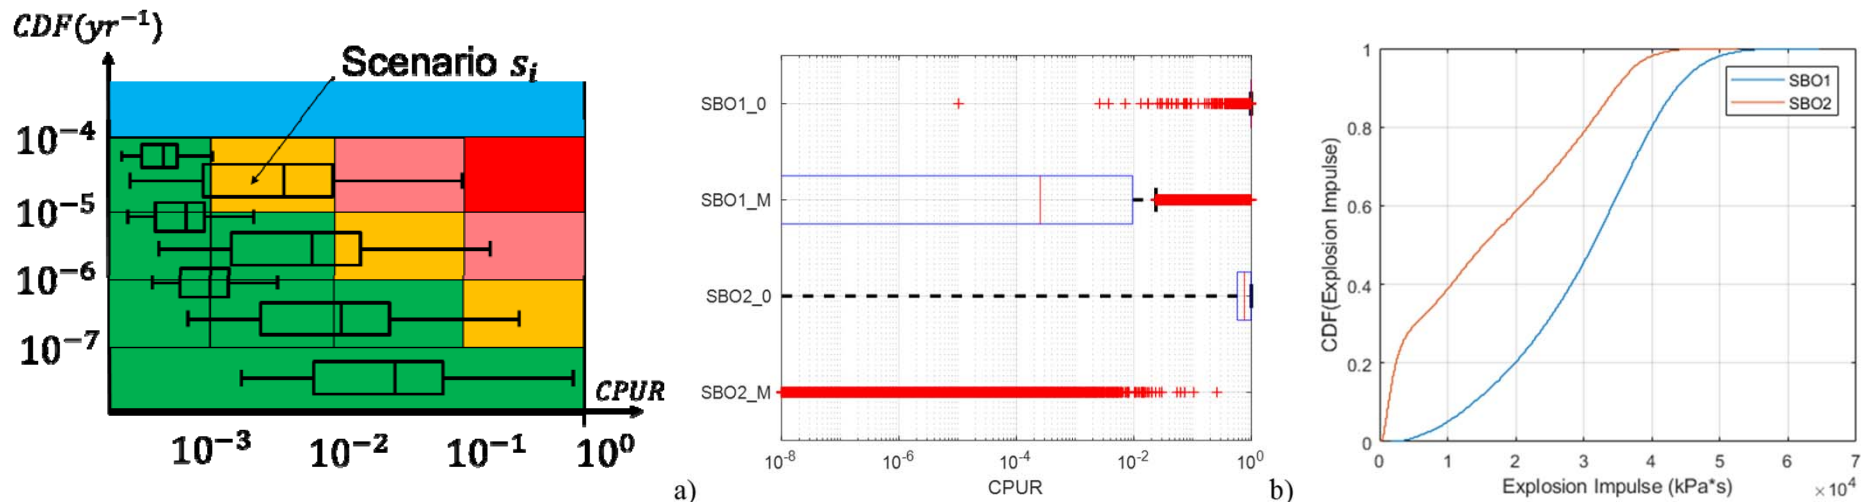 CDF(yr⁻¹)
Scenario sᵢ
10⁻⁴
10⁻⁵
10⁻⁶
10⁻⁷
CPUR
10⁻³ 10⁻² 10⁻¹ 10⁰
a)
SBO1_0
SBO1_M
SBO2_0
SBO2_M
10⁻⁸ 10⁻⁶ 10⁻⁴ 10⁻² 10⁰
CPUR
b)
CDF(Explosion Impulse)
1
0.8
0.6
0.4
0.2
0
SBO1
SBO2
0 1 2 3 4 5 6 7
Explosion Impulse (kPa*s)
×10⁴